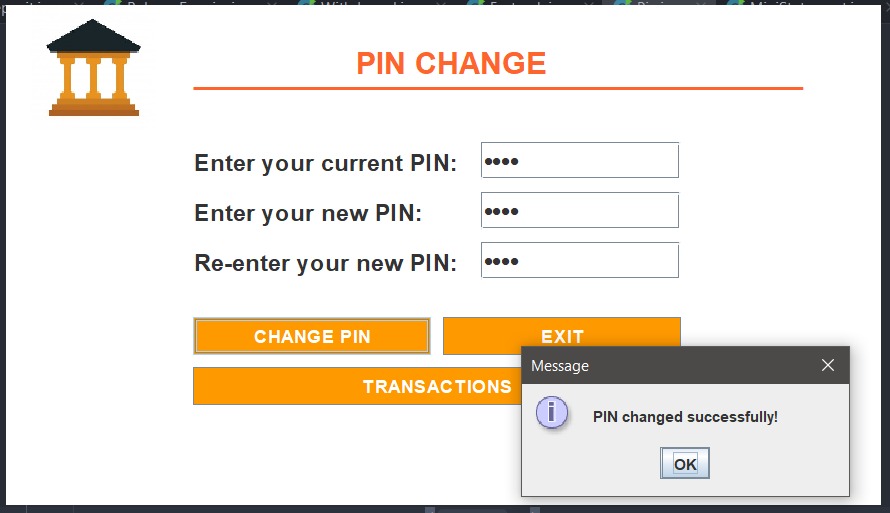 PIN CHANGE
Enter your current PIN: ••••
Enter your new PIN: ••••
Re-enter your new PIN: ••••
CHANGE PIN EXIT
TRANSACTIONS
Message
PIN changed successfully!
OK